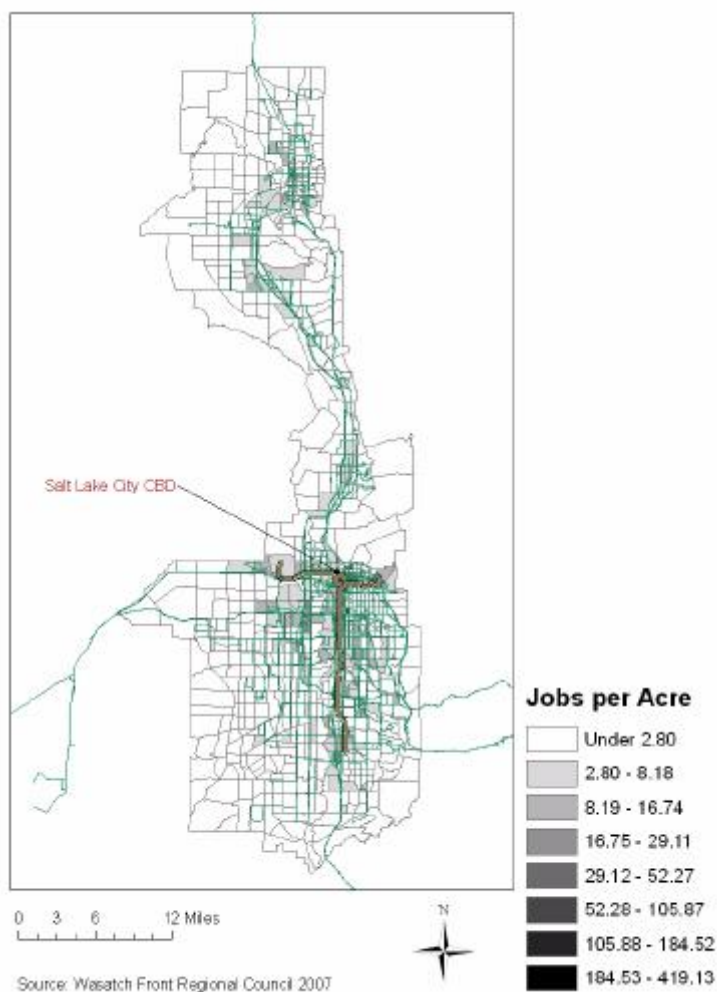 Salt Lake City CBD
Jobs per Acre
Under 2.80
2.80 - 8.18
8.19 - 16.74
16.75 - 29.11
29.12 - 52.27
52.28 - 105.87
105.88 - 184.52
184.53 - 419.13
0 3 6 12 Miles
N
Source: Wasatch Front Regional Council 2007